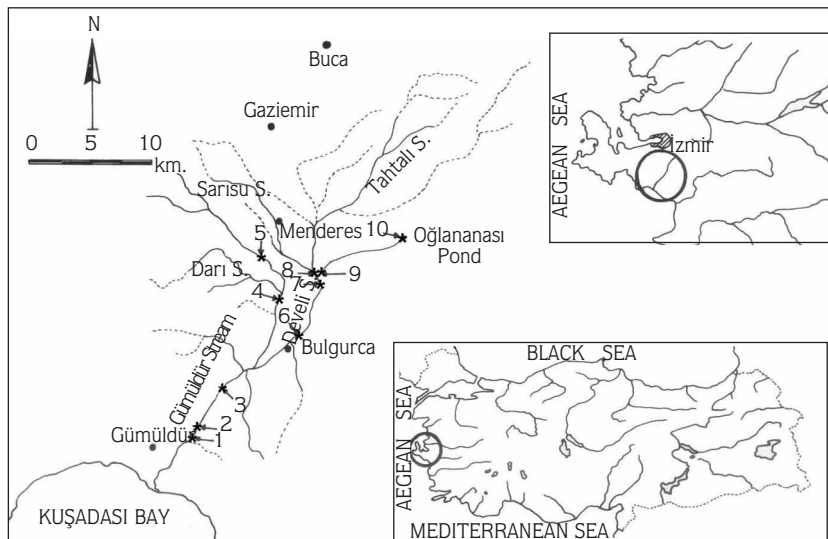 N
Buca
Gaziemir
0 5 10
km.
Tahtalı S.
Sarısu S.
Menderes
10
Oğlananası
Pond
5
Darı S.
8
9
7
4
Develi S.
6
Bulgurca
Gümüldür Stream
3
2
Gümüldü
1
KUŞADASI BAY
AEGEAN SEA
İzmir
BLACK SEA
AEGEAN SEA
MEDITERRANEAN SEA